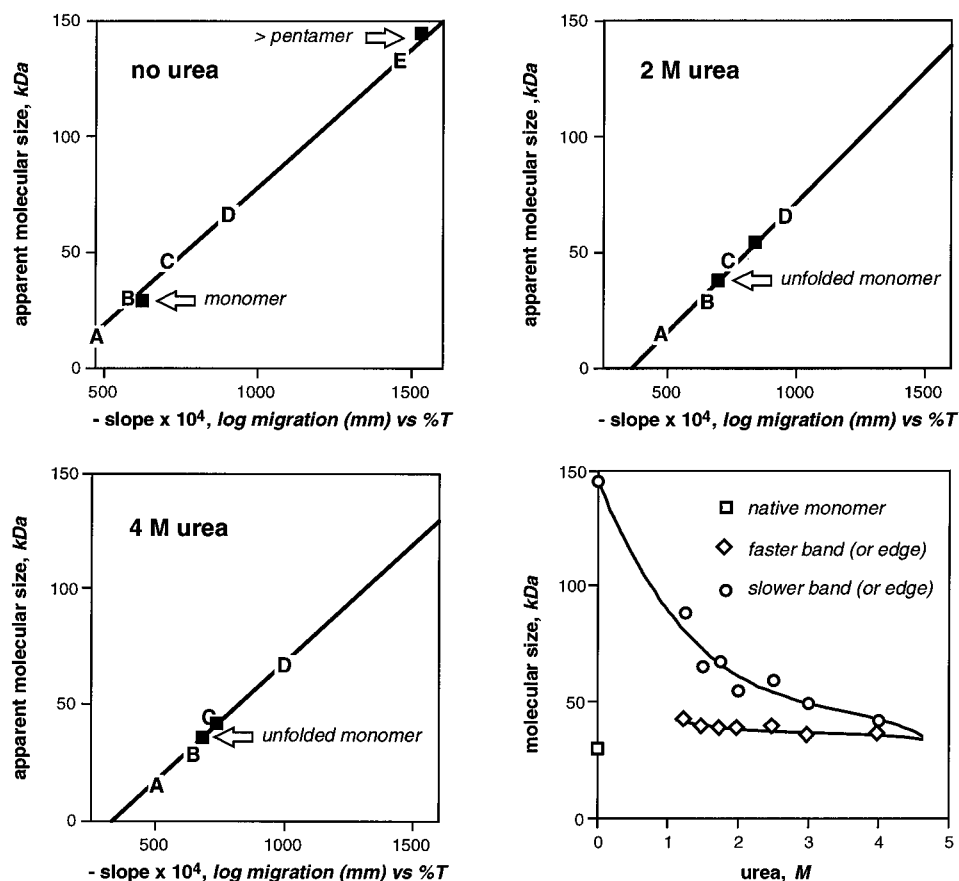 150
> pentamer
no urea
E
100
D
50
C
B
monomer
A
0
500
1000
1500
apparent molecular size, kDa
- slope x 10⁴, log migration (mm) vs %T
150
2 M urea
100
D
50
C
unfolded monomer
B
A
0
500
1000
1500
apparent molecular size ,kDa
- slope x 10⁴, log migration (mm) vs %T
150
4 M urea
100
D
50
C
unfolded monomer
B
A
0
500
1000
1500
apparent molecular size, kDa
- slope x 10⁴, log migration (mm) vs %T
150
native monomer
faster band (or edge)
100
slower band (or edge)
50
0
0
1
2
3
4
5
molecular size, kDa
urea, M